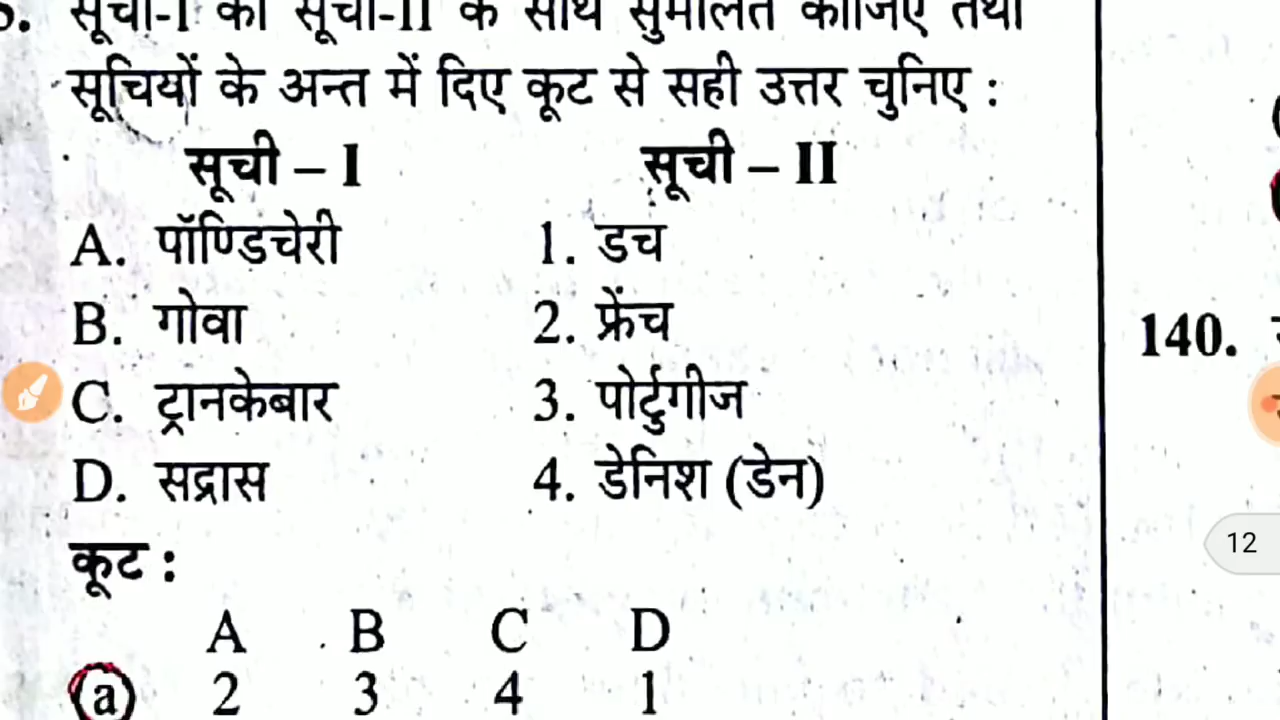 5. सूची-I को सूची-II के साथ सुमेलित कीजिए तथा
सूचियों के अन्त में दिए कूट से सही उत्तर चुनिए :
सूची – I सूची – II
A. पॉण्डिचेरी 1. डच
B. गोवा 2. फ्रेंच
140.
C. ट्रानकेबार 3. पोर्टुगीज
D. सद्रास 4. डेनिश (डेन)
12
कूट :
A B C D
(a) 2 3 4 1